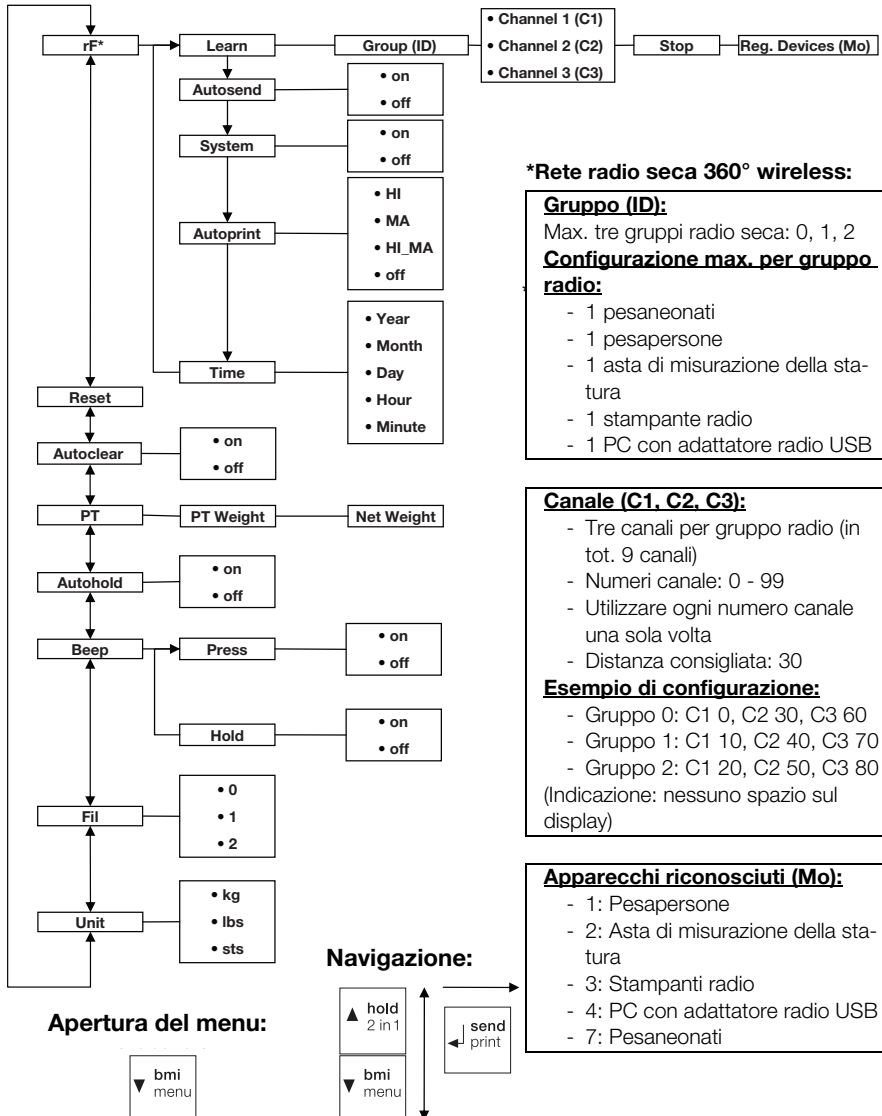 rF*
Learn
Group (ID)
• Channel 1 (C1)
• Channel 2 (C2)
• Channel 3 (C3)
Stop
Reg. Devices (Mo)
Autosend
• on
• off
System
• on
• off
Autoprint
• HI
• MA
• HI_MA
• off
Time
• Year
• Month
• Day
• Hour
• Minute
Reset
Autoclear
• on
• off
PT
PT Weight
Net Weight
Autohold
• on
• off
Beep
Press
• on
• off
Hold
• on
• off
Fil
• 0
• 1
• 2
Unit
• kg
• lbs
• sts
Apertura del menu:
▼ bmi
menu
Navigazione:
▲ hold
2 in 1
▼ bmi
menu
↵ send
print
*Rete radio seca 360° wireless:
Gruppo (ID):
Max. tre gruppi radio seca: 0, 1, 2
Configurazione max. per gruppo
radio:
- 1 pesaneonati
- 1 pesapersone
- 1 asta di misurazione della sta-
tura
- 1 stampante radio
- 1 PC con adattatore radio USB
Canale (C1, C2, C3):
- Tre canali per gruppo radio (in
tot. 9 canali)
- Numeri canale: 0 - 99
- Utilizzare ogni numero canale
una sola volta
- Distanza consigliata: 30
Esempio di configurazione:
- Gruppo 0: C1 0, C2 30, C3 60
- Gruppo 1: C1 10, C2 40, C3 70
- Gruppo 2: C1 20, C2 50, C3 80
(Indicazione: nessuno spazio sul
display)
Apparecchi riconosciuti (Mo):
- 1: Pesapersone
- 2: Asta di misurazione della sta-
tura
- 3: Stampanti radio
- 4: PC con adattatore radio USB
- 7: Pesaneonati